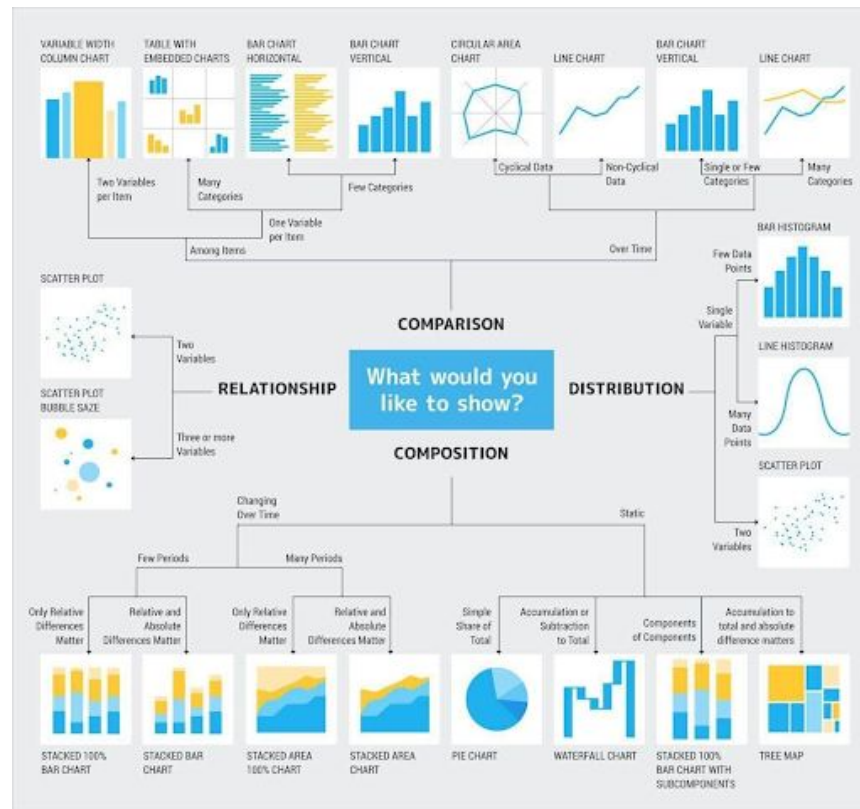 VARIABLE WIDTH
COLUMN CHART
TABLE WITH
EMBEDDED CHARTS
BAR CHART
HORIZONTAL
BAR CHART
VERTICAL
CIRCULAR AREA
CHART
LINE CHART
BAR CHART
VERTICAL
LINE CHART
Two Variables
per Item
Many
Categories
Few Categories
Cyclical Data
Non-Cyclical
Data
Single or Few
Categories
Many
Categories
One Variable
per Item
Among Items
Over Time
BAR HISTOGRAM
Few Data
Points
Single
Variable
LINE HISTOGRAM
Many
Data
Points
SCATTER PLOT
Two
Variables
SCATTER PLOT
Two
Variables
SCATTER PLOT
BUBBLE SAZE
Three or more
Variables
COMPARISON
RELATIONSHIP
What would you
like to show?
DISTRIBUTION
COMPOSITION
Changing
Over Time
Static
Few Periods
Many Periods
Only Relative
Differences
Matter
Relative and
Absolute
Differences Matter
Only Relative
Differences
Matter
Relative and
Absolute
Differences Matter
Simple
Share of
Total
Accumulation or
Subtraction
to Total
Components
of Components
Accumulation to
total and absolute
difference matters
STACKED 100%
BAR CHART
STACKED BAR
CHART
STACKED AREA
100% CHART
STACKED AREA
CHART
PIE CHART
WATERFALL CHART
STACKED 100%
BAR CHART WITH
SUBCOMPONENTS
TREE MAP